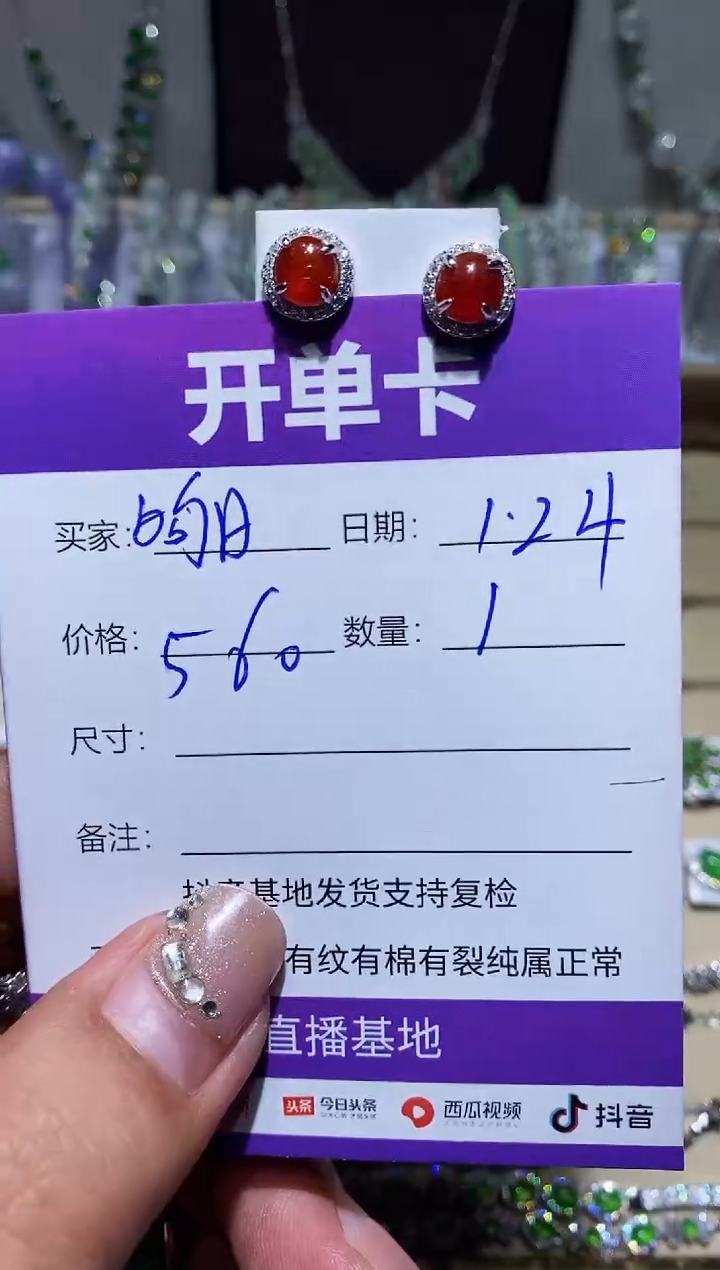 开单卡
买家: 日期: 1·24
价格: 560 数量: 1
尺寸:
备注:
抖音基地发货支持复检
有纹有棉有裂纯属正常
直播基地
头条 今日头条 西瓜视频 抖音